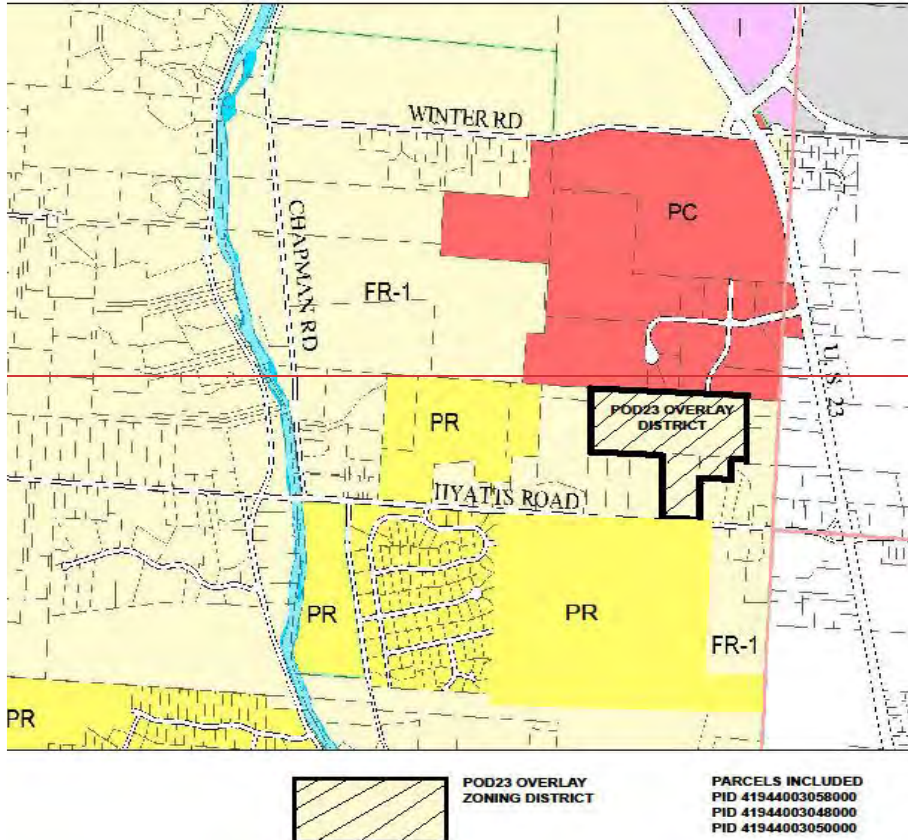 I
WINTER RD
PC
CHAPMAN RD
FR-1
U.S. 23
PR
POD23 OVERLAY
DISTRICT
HYATTS ROAD
PR
PR
FR-1
PR
POD23 OVERLAY
ZONING DISTRICT
PARCELS INCLUDED
PID 41944003058000
PID 41944003048000
PID 41944003050000